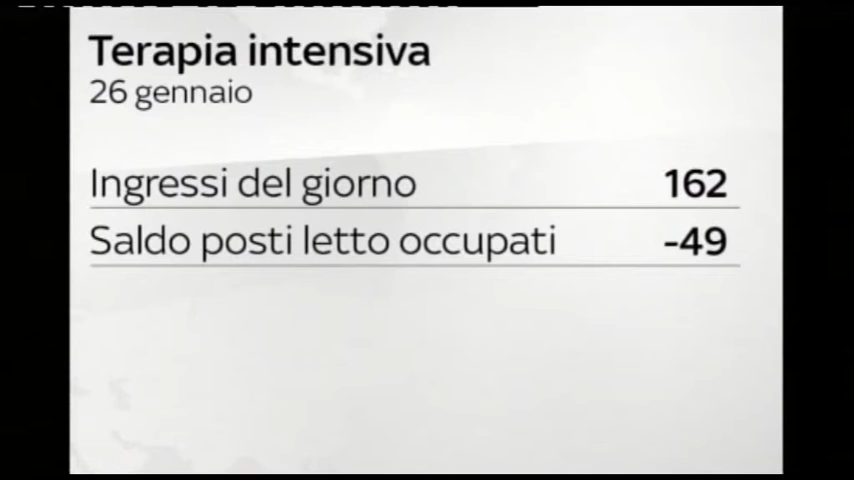 Terapia intensiva
26 gennaio
Ingressi del giorno 162
Saldo posti letto occupati -49